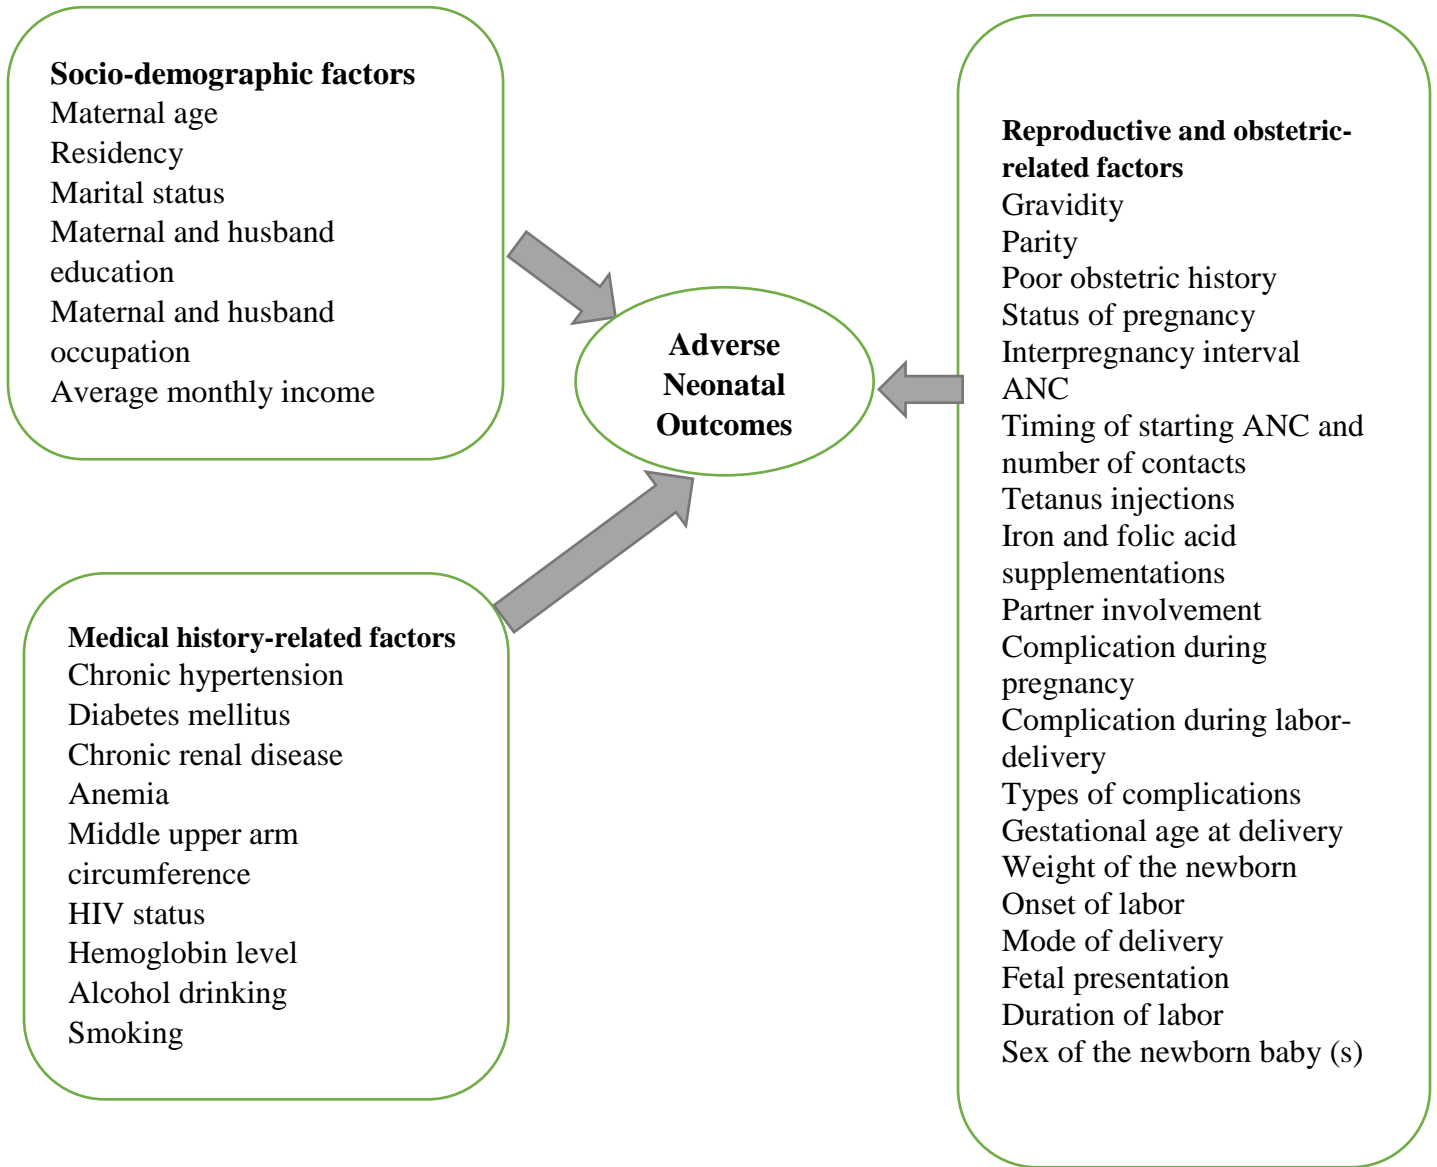 Socio-demographic factors
Maternal age
Residency
Marital status
Maternal and husband
education
Maternal and husband
occupation
Average monthly income
Adverse
Neonatal
Outcomes
Medical history-related factors
Chronic hypertension
Diabetes mellitus
Chronic renal disease
Anemia
Middle upper arm
circumference
HIV status
Hemoglobin level
Alcohol drinking
Smoking
Reproductive and obstetric-
related factors
Gravidity
Parity
Poor obstetric history
Status of pregnancy
Interpregnancy interval
ANC
Timing of starting ANC and
number of contacts
Tetanus injections
Iron and folic acid
supplementations
Partner involvement
Complication during
pregnancy
Complication during labor-
delivery
Types of complications
Gestational age at delivery
Weight of the newborn
Onset of labor
Mode of delivery
Fetal presentation
Duration of labor
Sex of the newborn baby (s)